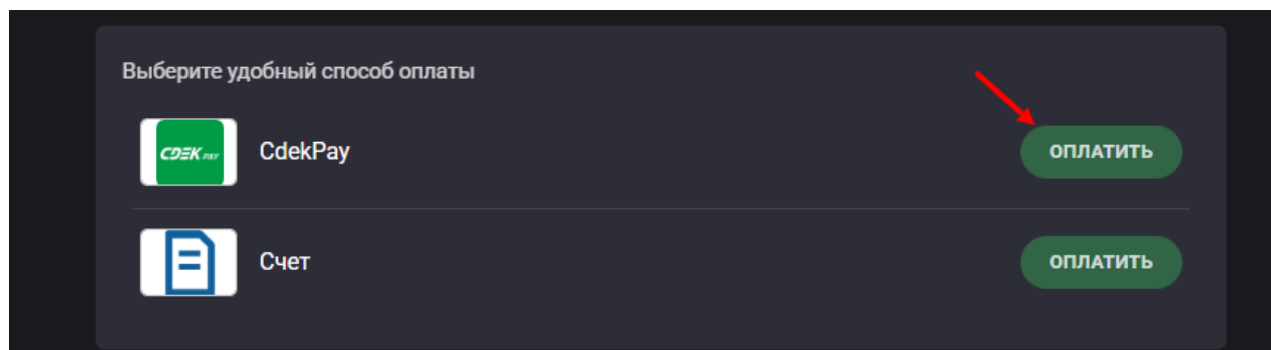 Выберите удобный способ оплаты
CDEK PAY
CdekPay
ОПЛАТИТЬ
Счет
ОПЛАТИТЬ